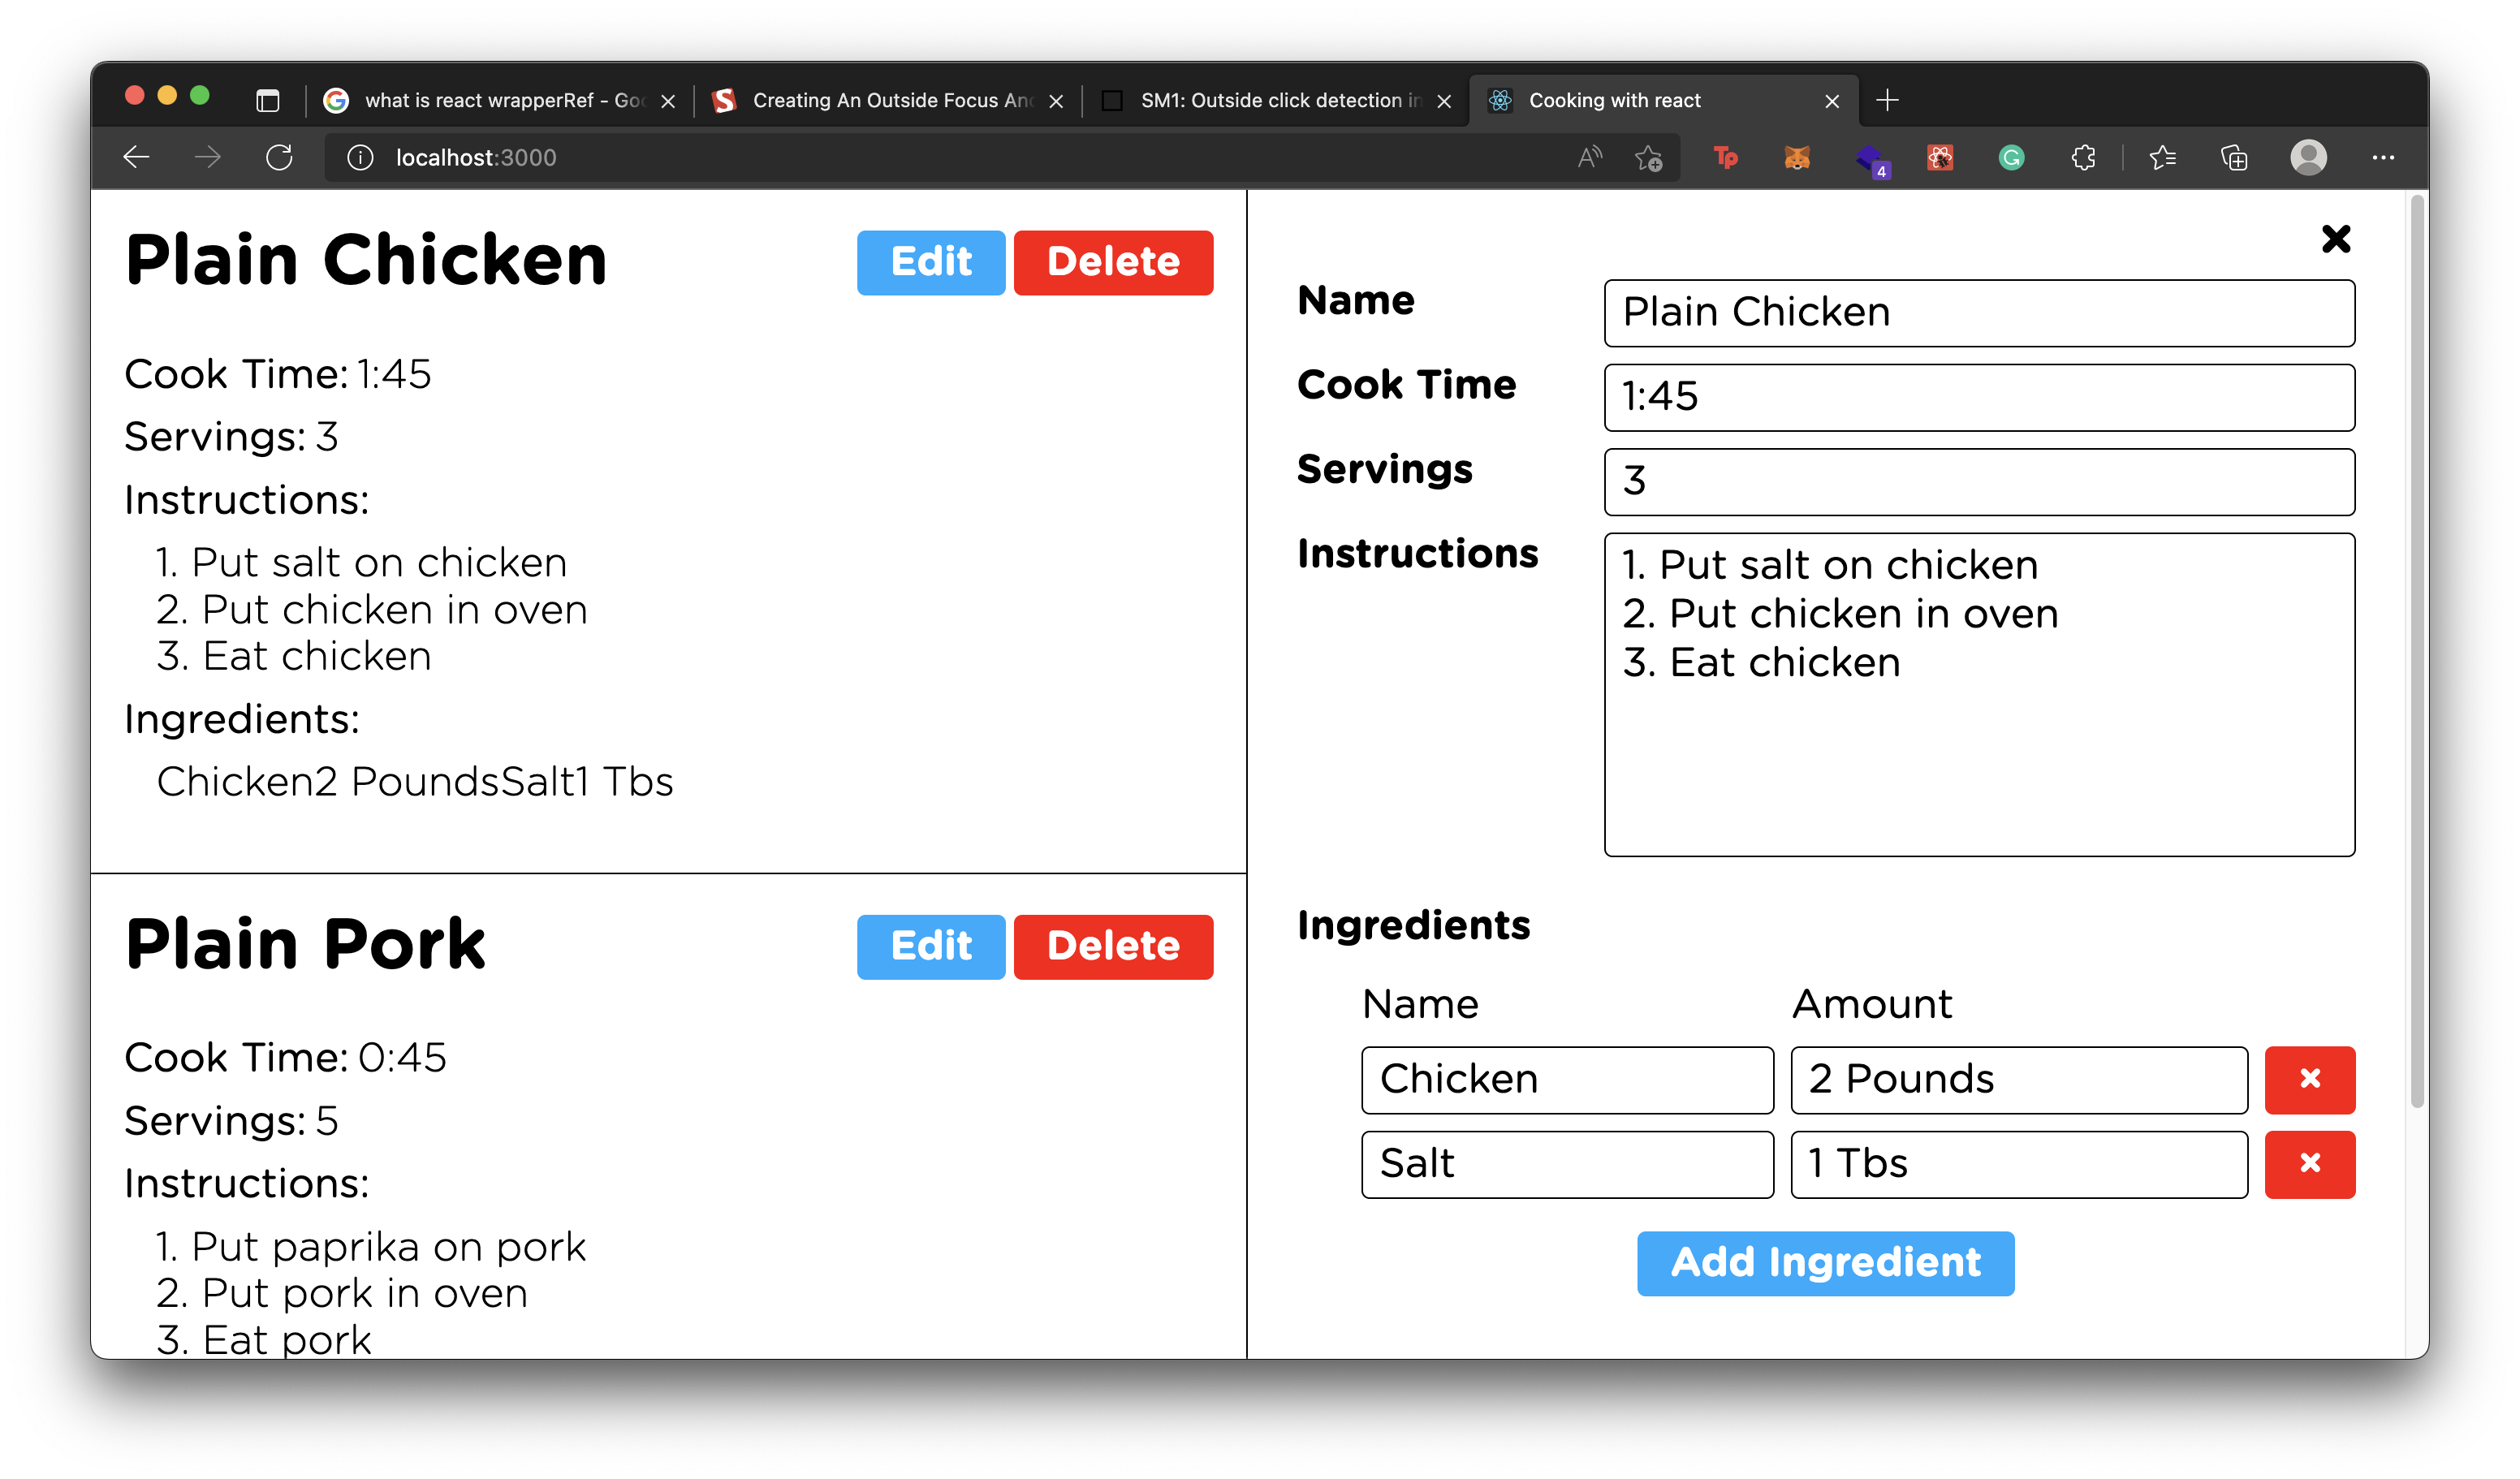 what is react wrapperRef - Goo
Creating An Outside Focus And
SM1: Outside click detection in
Cooking with react
localhost:3000
4
Plain Chicken
Edit
Delete
Cook Time: 1:45
Servings: 3
Instructions:
1. Put salt on chicken
2. Put chicken in oven
3. Eat chicken
Ingredients:
Chicken2 PoundsSalt1 Tbs
Plain Pork
Edit
Delete
Cook Time: 0:45
Servings: 5
Instructions:
1. Put paprika on pork
2. Put pork in oven
3. Eat pork
Name
Plain Chicken
Cook Time
1:45
Servings
3
Instructions
1. Put salt on chicken
2. Put chicken in oven
3. Eat chicken
Ingredients
Name Amount
Chicken 2 Pounds
Salt 1 Tbs
Add Ingredient